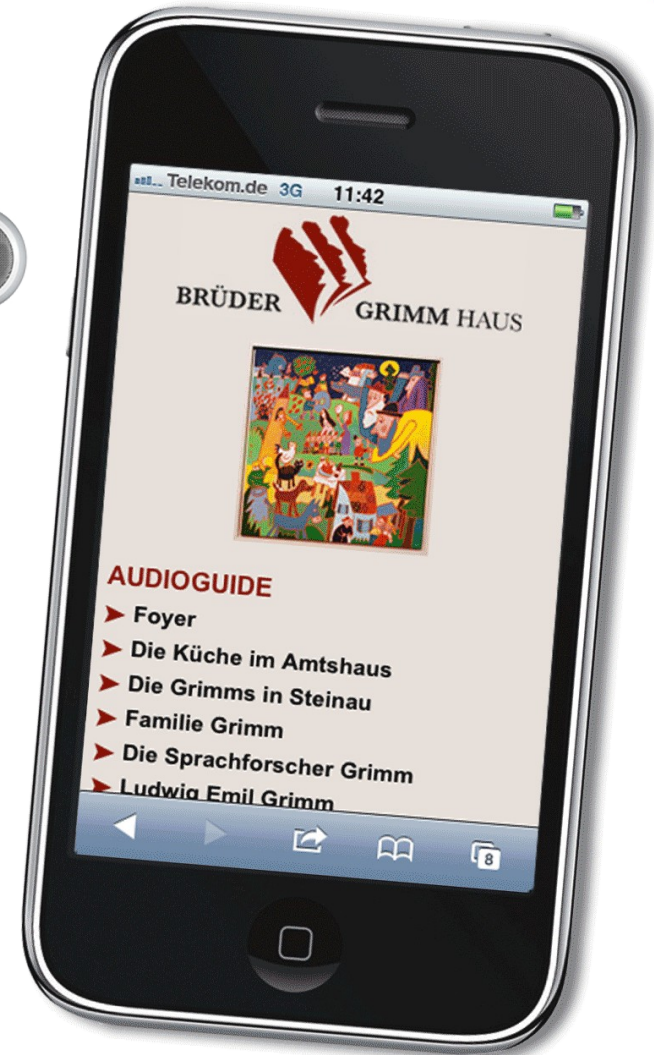 Telekom.de 3G 11:42
BRÜDER GRIMM HAUS
AUDIOGUIDE
Foyer
Die Küche im Amtshaus
Die Grimms in Steinau
Familie Grimm
Die Sprachforscher Grimm
Ludwig Emil Grimm
8